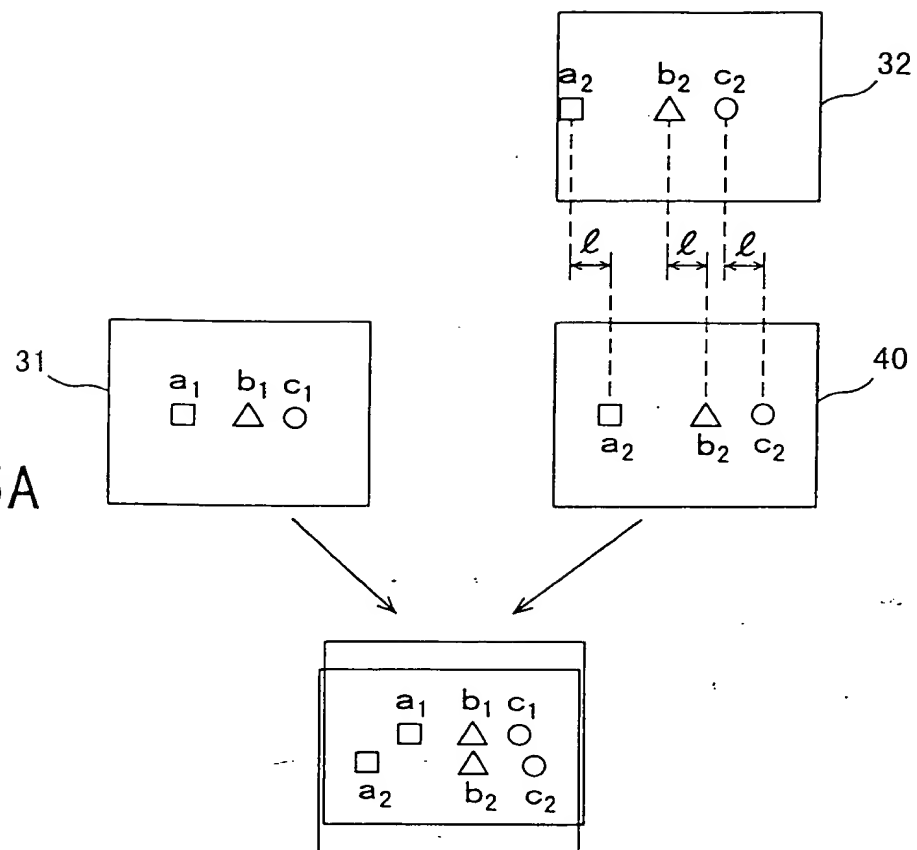 32
a₂ b₂ c₂
ℓ ℓ ℓ
31
a₁ b₁ c₁
40
a₂ b₂ c₂
a₁ b₁ c₁
a₂ b₂ c₂